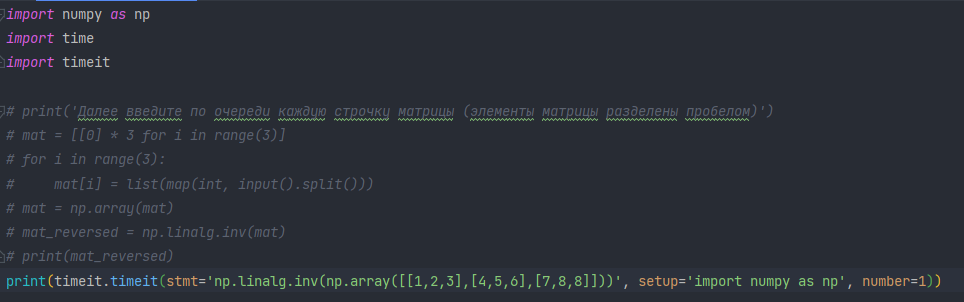 import numpy as np
import time
import timeit
# print('Далее введите по очереди каждую строчку матрицы (элементы матрицы разделены пробелом)')
# mat = [[0] * 3 for i in range(3)]
# for i in range(3):
#     mat[i] = list(map(int, input().split()))
# mat = np.array(mat)
# mat_reversed = np.linalg.inv(mat)
# print(mat_reversed)
print(timeit.timeit(stmt='np.linalg.inv(np.array([[1,2,3],[4,5,6],[7,8,8]]))', setup='import numpy as np', number=1))